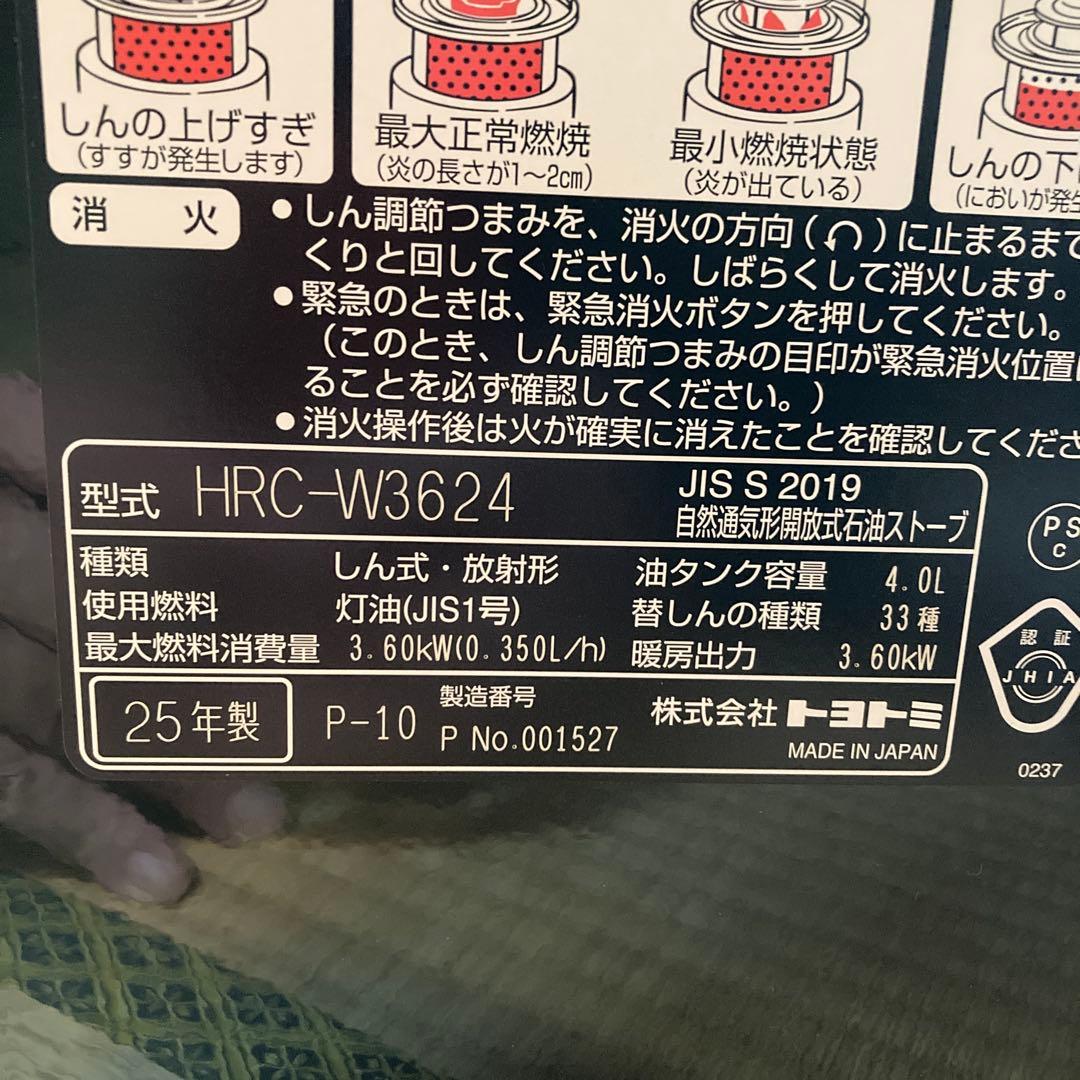 しんの上げすぎ
(すすが発生します)
最大正常燃焼
(炎の長さが1〜2cm)
最小燃焼状態
(炎が出ている)
しんの下
(においが発生
消 火
●しん調節つまみを、消火の方向(
)に止まるまで
くりと回してください。しばらくして消火します。
●緊急のときは、緊急消火ボタンを押してください。
(このとき、しん調節つまみの目印が緊急消火位置に
ることを必ず確認してください。)
●消火操作後は火が確実に消えたことを確認してくださ
型式 HRC-W3624
JIS S 2019
自然通気形開放式石油ストーブ
種類 しん式・放射形
油タンク容量 4.0L
使用燃料 灯油(JIS1号)
替しんの種類 33種
最大燃料消費量 3.60kW(0.350L/h)
暖房出力 3.60kW
25年製
P-10
製造番号
P No.001527
株式会社 トヨトミ
MADE IN JAPAN
PS
C
認証
JHIA
0237